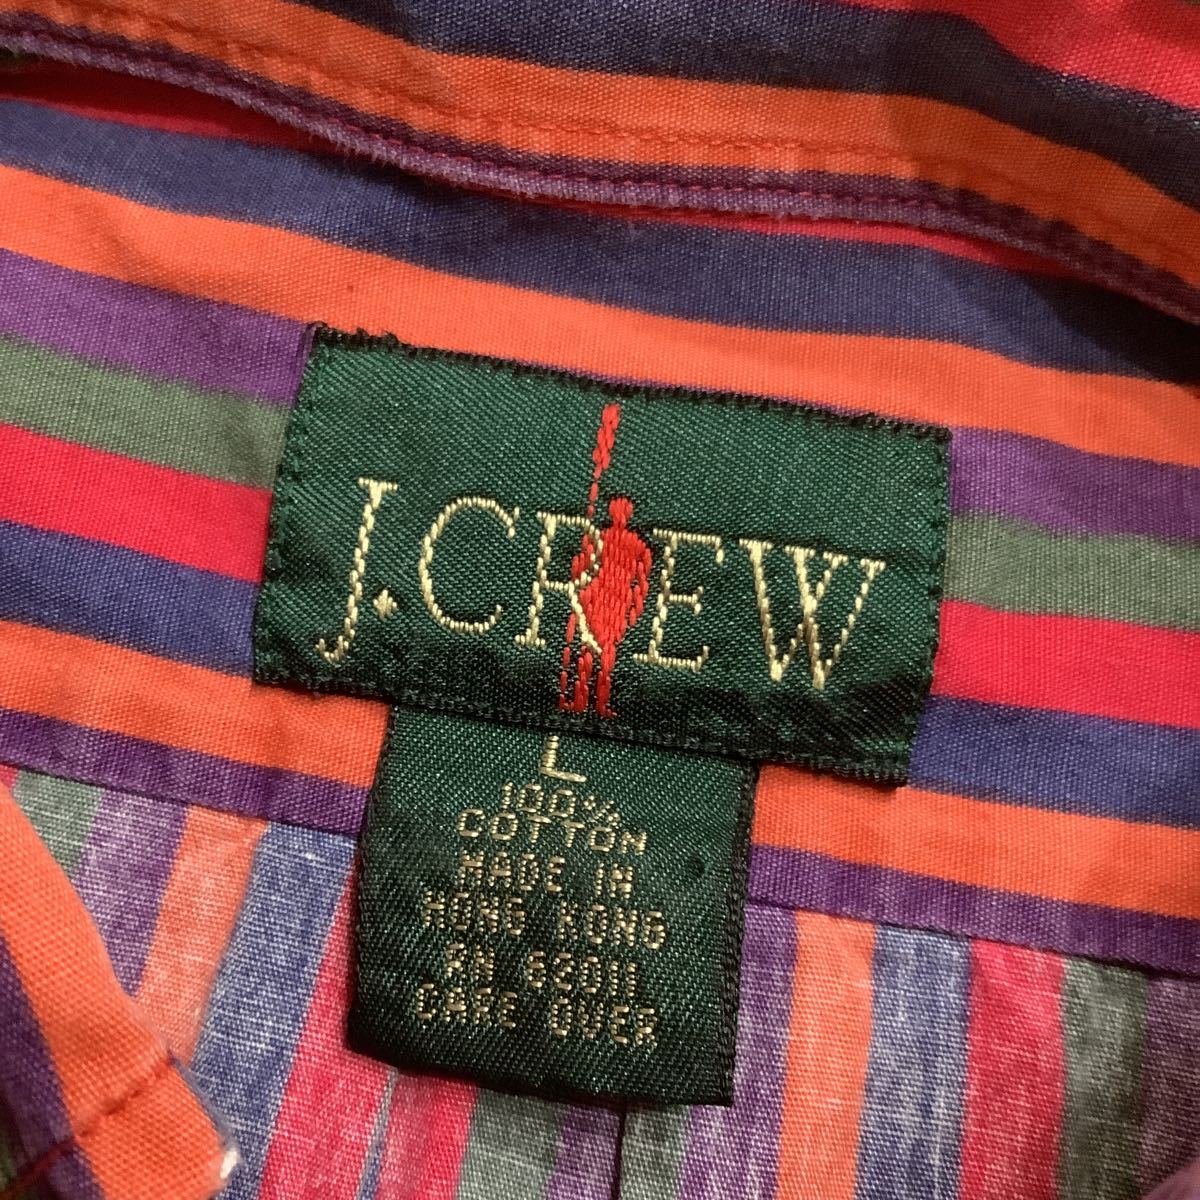 J.CREW
L
100%
COTTON
MADE IN
HONG KONG
RN 62011
CARE OVER